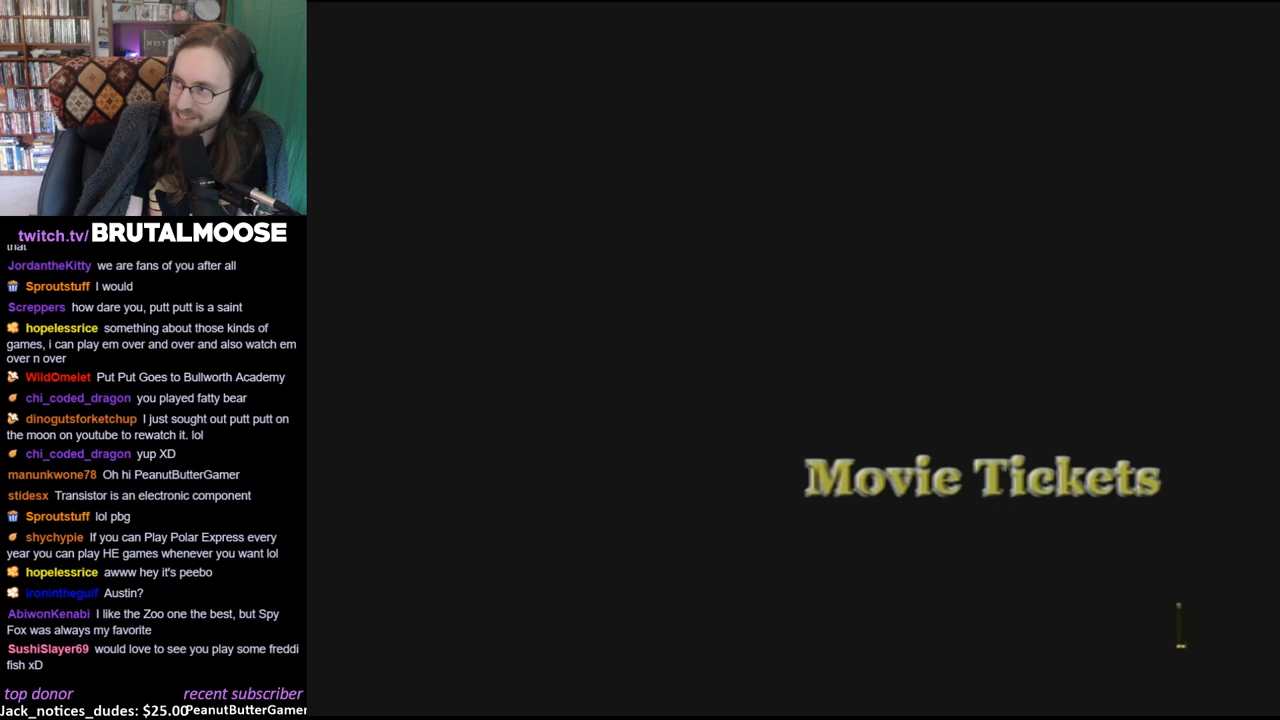 twitch.tv/BRUTALMOOSE
that
JordantheKitty we are fans of you after all
Sproutstuff I would
Screppers how dare you, putt putt is a saint
hopelessrice something about those kinds of
games, i can play em over and over and also watch em
over n over
WildOmelet Put Put Goes to Bullworth Academy
chi_coded_dragon you played fatty bear
dinogutsforketchup I just sought out putt putt on
the moon on youtube to rewatch it. lol
chi_coded_dragon yup XD
manunkwone78 Oh hi PeanutButterGamer
stidesx Transistor is an electronic component
Sproutstuff lol pbg
shychypie If you can Play Polar Express every
year you can play HE games whenever you want lol
hopelessrice awww hey it's peebo
ironinthegulf Austin?
AbiwonKenabi I like the Zoo one the best, but Spy
Fox was always my favorite
SushiSlayer69 would love to see you play some freddi
fish xD
top donor recent subscriber
Jack_notices_dudes: $25.00 PeanutButterGamer
Movie Tickets